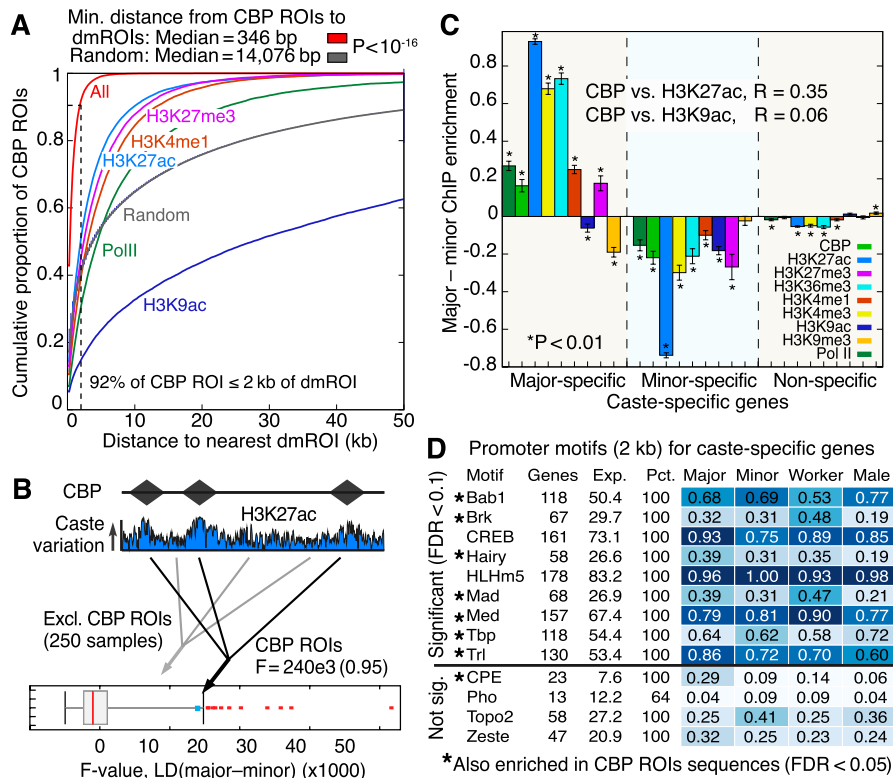 A
Min. distance from CBP ROIs to
dmROIs: Median = 346 bp
Random: Median = 14,076 bp
P<10-16
Cumulative proportion of CBP ROIs
1
0.8
0.6
0.4
0.2
0
All
H3K27me3
H3K4me1
H3K27ac
Random
PolII
H3K9ac
92% of CBP ROI ≤ 2 kb of dmROI
0 10 20 30 40 50
Distance to nearest dmROI (kb)
B
CBP
Caste
variation
H3K27ac
Excl. CBP ROIs
(250 samples)
CBP ROIs
F = 240e3 (0.95)
0 10 20 30 40 50
F-value, LD(major–minor) (x1000)
C
Major – minor ChIP enrichment
0.8
0.6
0.4
0.2
0
-0.2
-0.4
-0.6
-0.8
CBP vs. H3K27ac, R = 0.35
CBP vs. H3K9ac, R = 0.06
*P < 0.01
CBP
H3K27ac
H3K27me3
H3K36me3
H3K4me1
H3K4me3
H3K9ac
H3K9me3
Pol II
Major-specific Minor-specific Non-specific
Caste-specific genes
D
Promoter motifs (2 kb) for caste-specific genes
Motif Genes Exp. Pct. Major Minor Worker Male
Significant (FDR < 0.1)
*Bab1 118 50.4 100 0.68 0.69 0.53 0.77
*Brk 67 29.7 100 0.32 0.31 0.48 0.19
CREB 161 73.1 100 0.93 0.75 0.89 0.85
*Hairy 58 26.6 100 0.39 0.31 0.35 0.19
HLHm5 178 83.2 100 0.96 1.00 0.93 0.98
*Mad 68 26.9 100 0.39 0.31 0.47 0.21
*Med 157 67.4 100 0.79 0.81 0.90 0.77
*Tbp 118 54.4 100 0.64 0.62 0.58 0.72
*Trl 130 53.4 100 0.86 0.72 0.70 0.60
Not sig.
*CPE 23 7.6 100 0.29 0.09 0.14 0.06
Pho 13 12.2 64 0.04 0.09 0.09 0.04
Topo2 58 27.2 100 0.25 0.41 0.25 0.36
Zeste 47 20.9 100 0.32 0.25 0.23 0.24
*Also enriched in CBP ROIs sequences (FDR < 0.05)